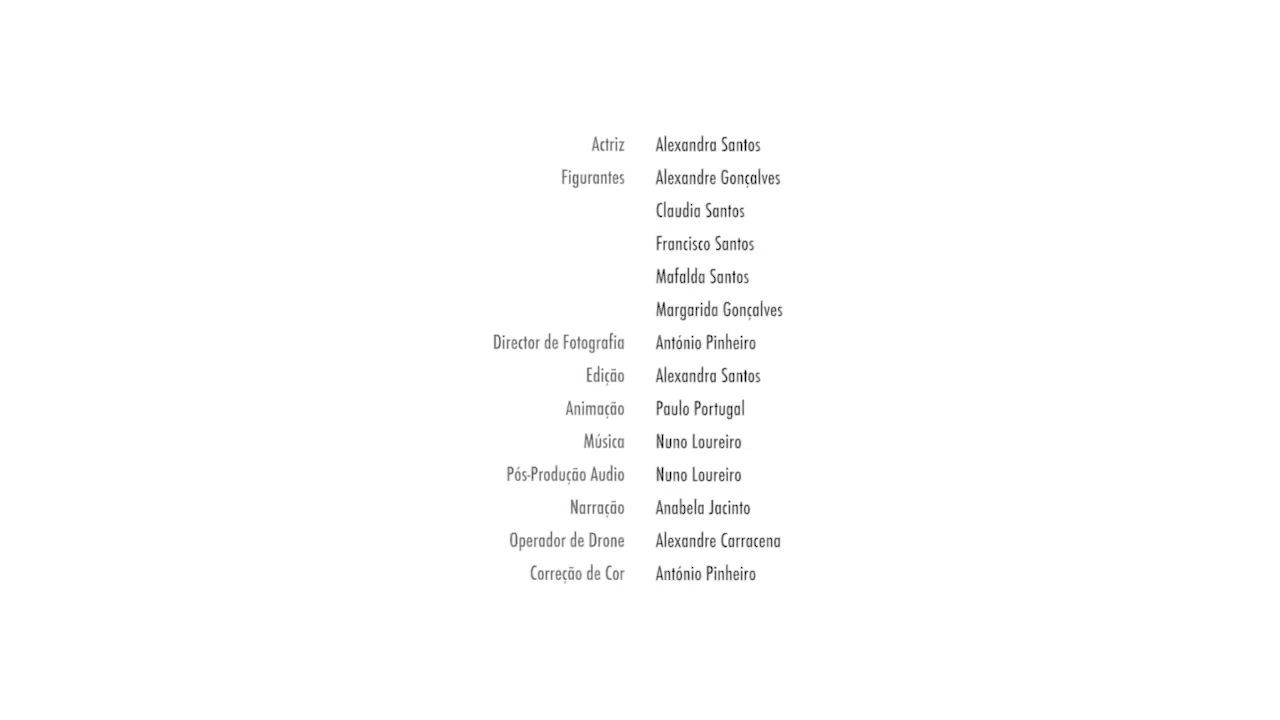 Actriz Alexandra Santos
Figurantes Alexandre Gonçalves
Claudia Santos
Francisco Santos
Mafalda Santos
Margarida Gonçalves
Director de Fotografia António Pinheiro
Edição Alexandra Santos
Animação Paulo Portugal
Música Nuno Loureiro
Pós-Produção Audio Nuno Loureiro
Narração Anabela Jacinto
Operador de Drone Alexandre Carracena
Correção de Cor António Pinheiro